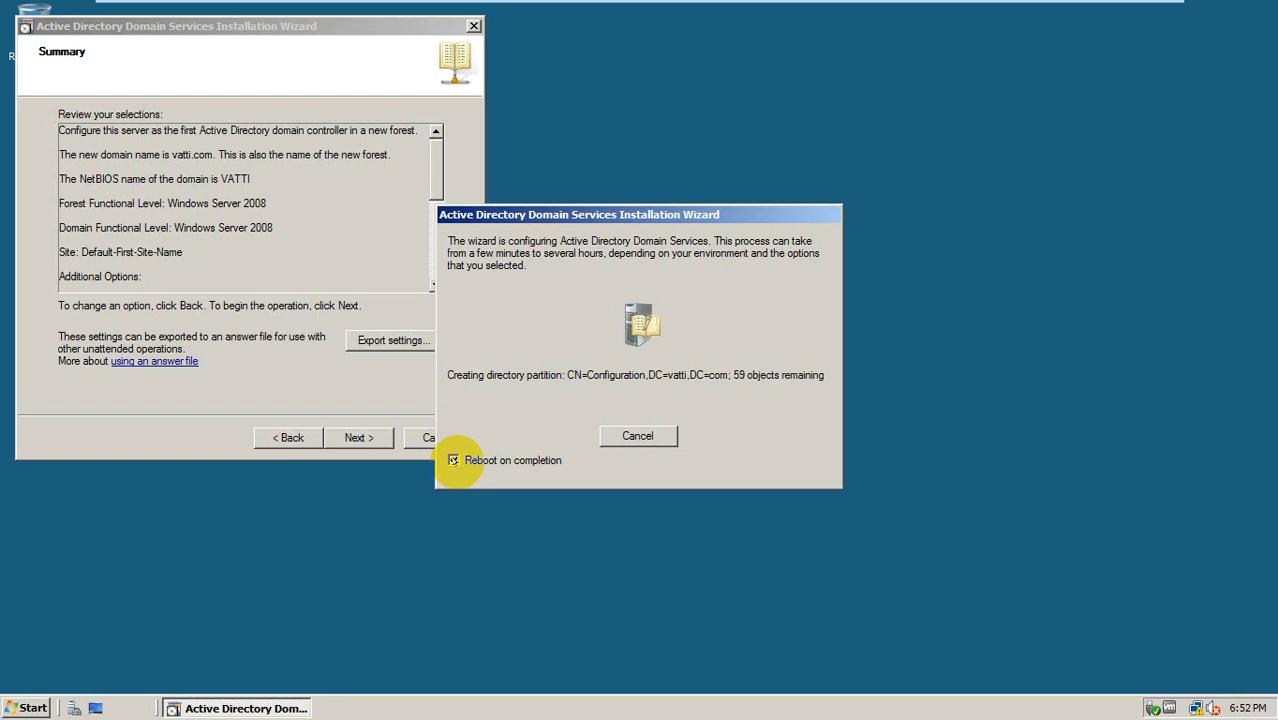 R
Active Directory Domain Services Installation Wizard
Summary
Review your selections:
Configure this server as the first Active Directory domain controller in a new forest.
The new domain name is vatti.com. This is also the name of the new forest.
The NetBIOS name of the domain is VATTI
Forest Functional Level: Windows Server 2008
Domain Functional Level: Windows Server 2008
Site: Default-First-Site-Name
Additional Options:
To change an option, click Back. To begin the operation, click Next.
These settings can be exported to an answer file for use with
other unattended operations.
More about using an answer file
Export settings...
< Back
Next >
Ca
Active Directory Domain Services Installation Wizard
The wizard is configuring Active Directory Domain Services. This process can take
from a few minutes to several hours, depending on your environment and the options
that you selected.
Creating directory partition: CN=Configuration,DC=vatti,DC=com; 59 objects remaining
Cancel
Reboot on completion
Start
Active Directory Dom...
vm
6:52 PM